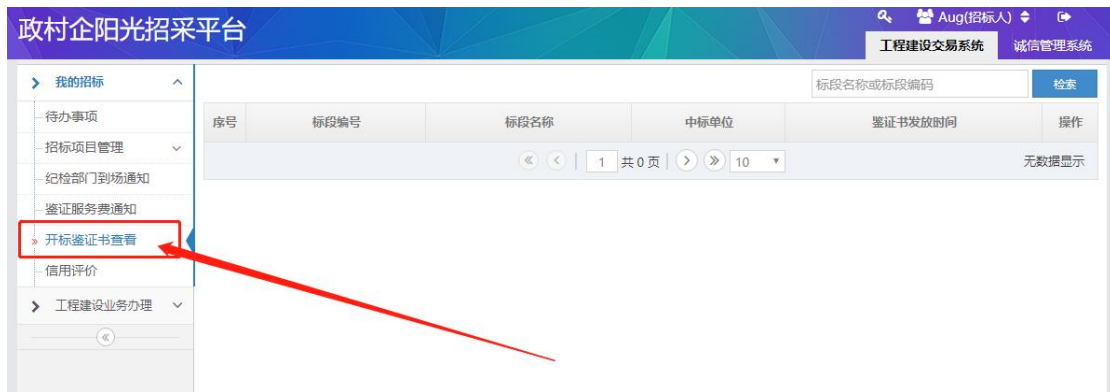 政村企阳光招采平台
Aug(招标人)
工程建设交易系统 诚信管理系统
我的招标
标段名称或标段编码 检索
待办事项
序号 标段编号 标段名称 中标单位 鉴证书发放时间 操作
招标项目管理
1 共 0 页 10 无数据显示
纪检部门到场通知
鉴证服务费通知
开标鉴证书查看
信用评价
工程建设业务办理